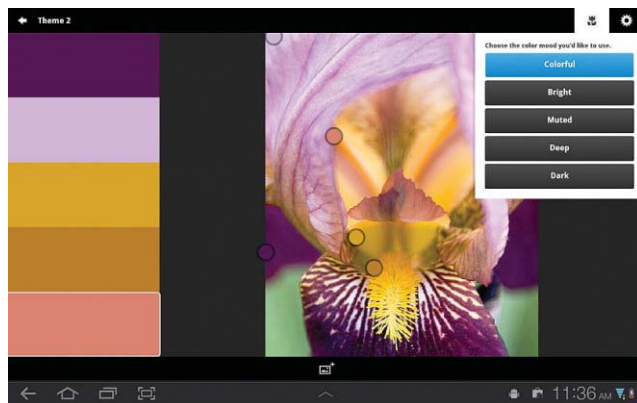 Theme 2
Choose the color mood you'd like to use.
Colorful
Bright
Muted
Deep
Dark
11:36 AM